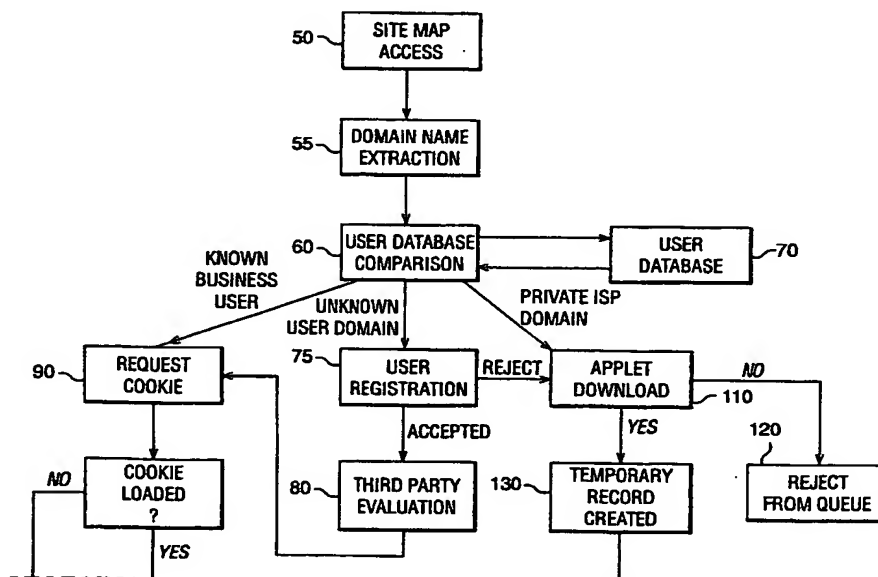 50
SITE MAP
ACCESS
55
DOMAIN NAME
EXTRACTION
60
USER DATABASE
COMPARISON
USER
DATABASE
70
KNOWN
BUSINESS
USER
UNKNOWN
USER DOMAIN
PRIVATE ISP
DOMAIN
90
REQUEST
COOKIE
75
USER
REGISTRATION
REJECT
APPLET
DOWNLOAD
110
NO
ACCEPTED
YES
120
NO
COOKIE
LOADED
?
80
THIRD PARTY
EVALUATION
130
TEMPORARY
RECORD
CREATED
REJECT
FROM QUEUE
YES